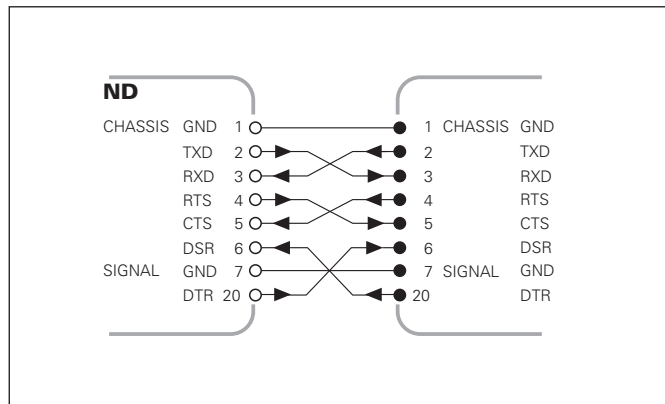 ND
CHASSIS GND 1 1 CHASSIS GND
TXD 2 2 TXD
RXD 3 3 RXD
RTS 4 4 RTS
CTS 5 5 CTS
DSR 6 6 DSR
SIGNAL GND 7 7 SIGNAL GND
DTR 20 20 DTR